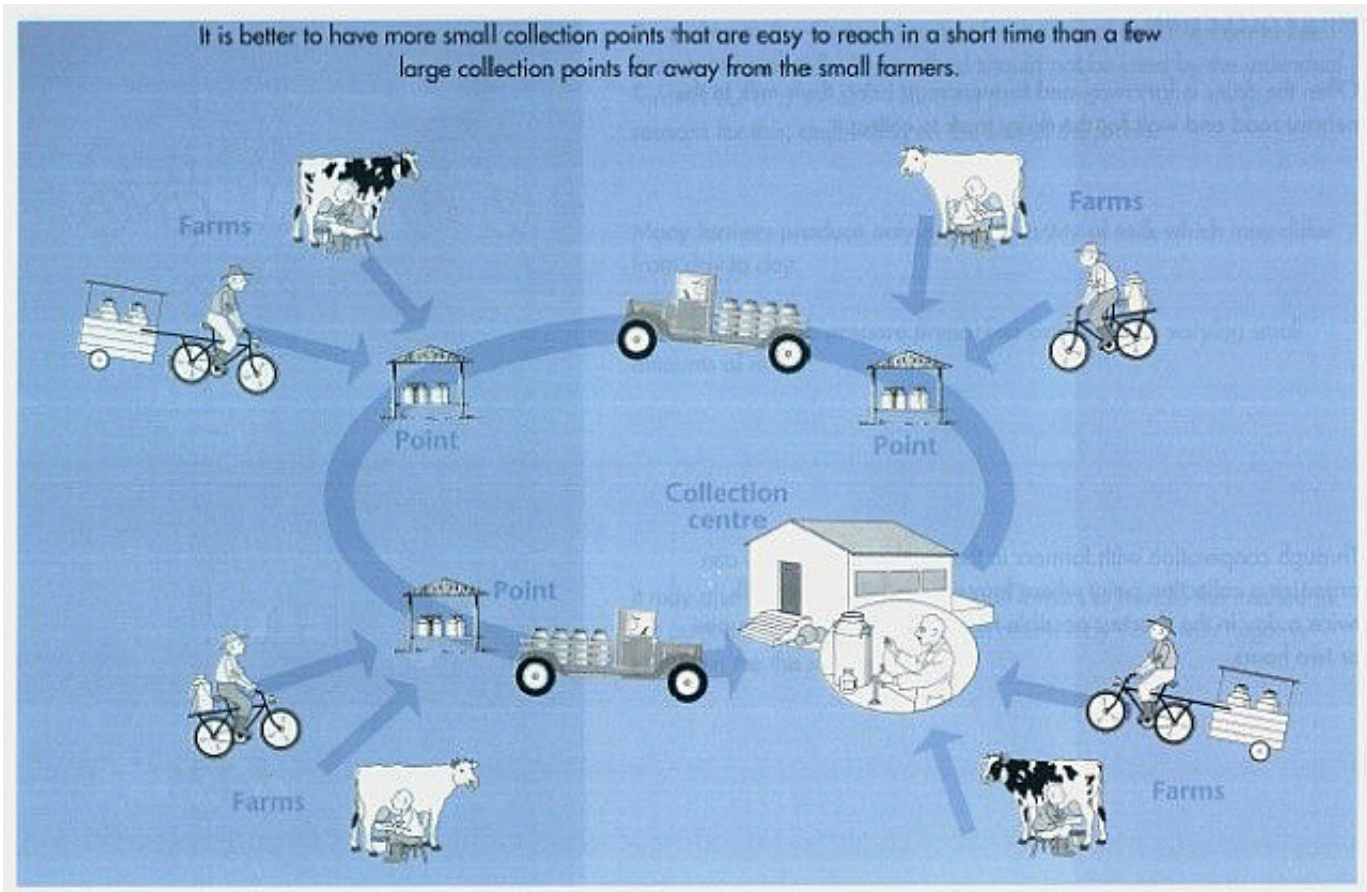 It is better to have more small collection points that are easy to reach in a short time than a few
large collection points far away from the small farmers.
Farms
Farms
Point
Point
Collection
centre
Point
Farms
Farms